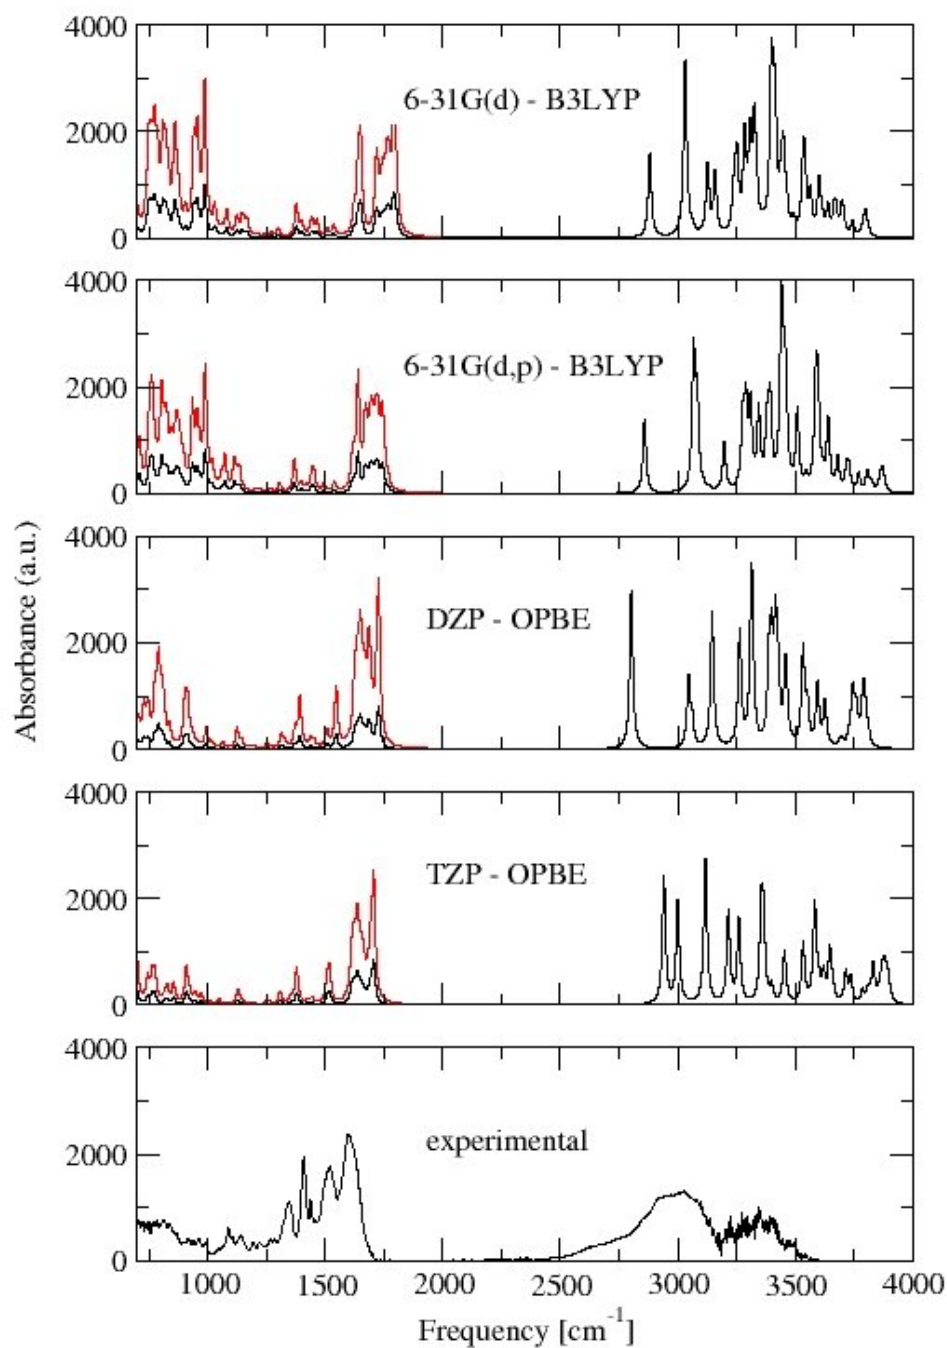 4000
2000
0
6-31G(d) - B3LYP
4000
2000
0
6-31G(d,p) - B3LYP
4000
2000
0
DZP - OPBE
4000
2000
0
TZP - OPBE
4000
2000
0
experimental
1000 1500 2000 2500 3000 3500 4000
Absorbance (a.u.)
Frequency [cm-1]